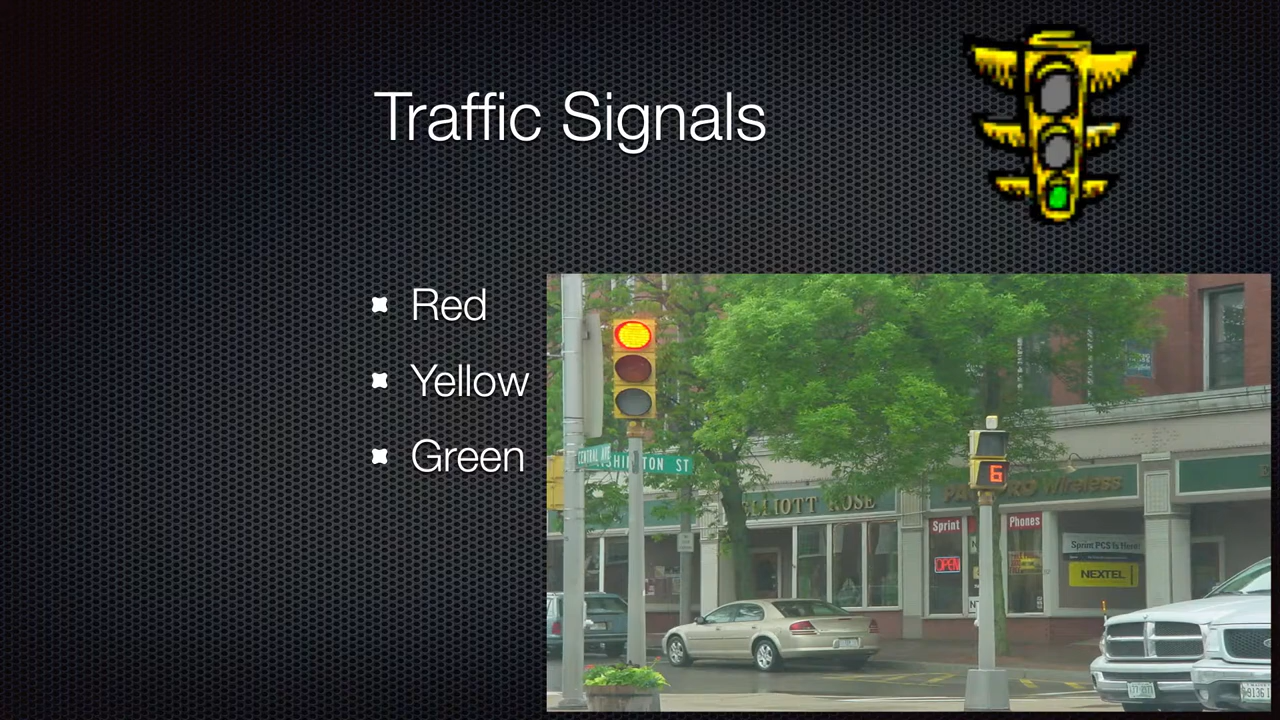 Traffic Signals
Red
Yellow
Green
CENTRAL AVE
WASHINGTON ST
6
ELLIOTT ROSE
Wireless
Sprint
Phones
OPEN
Sprint PCS Is Here
NEXTEL